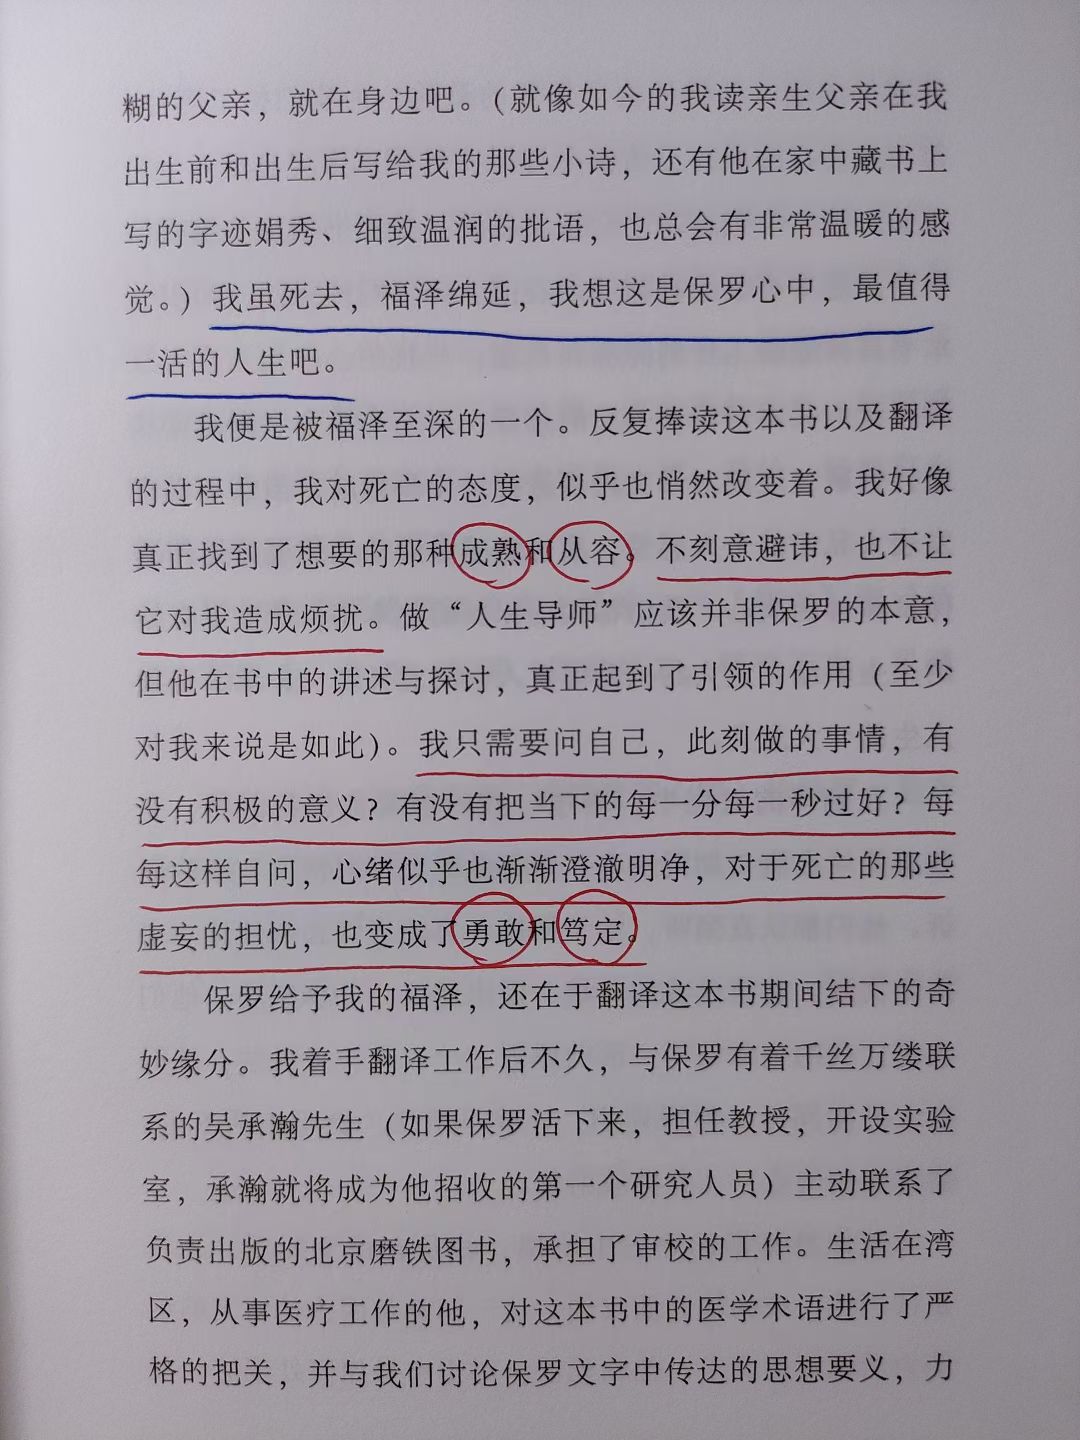 糊的父亲，就在身边吧。（就像如今的我读亲生父亲在我
出生前和出生后写给我的那些小诗，还有他在家中藏书上
写的字迹娟秀、细致温润的批语，也总会有非常温暖的感
觉。）我虽死去，福泽绵延，我想这是保罗心中，最值得
一活的人生吧。
我便是被福泽至深的一个。反复捧读这本书以及翻译
的过程中，我对死亡的态度，似乎也悄然改变着。我好像
真正找到了想要的那种成熟和从容。不刻意避讳，也不让
它对我造成烦扰。做“人生导师”应该并非保罗的本意，
但他在书中的讲述与探讨，真正起到了引领的作用（至少
对我来说是如此）。我只需要问自己，此刻做的事情，有
没有积极的意义？有没有把当下的每一分每一秒过好？每
每这样自问，心绪似乎也渐渐澄澈明净，对于死亡的那些
虚妄的担忧，也变成了勇敢和笃定。
保罗给予我的福泽，还在于翻译这本书期间结下的奇
妙缘分。我着手翻译工作后不久，与保罗有着千丝万缕联
系的吴承瀚先生（如果保罗活下来，担任教授，开设实验
室，承瀚就将成为他招收的第一个研究人员）主动联系了
负责出版的北京磨铁图书，承担了审校的工作。生活在湾
区，从事医疗工作的他，对这本书中的医学术语进行了严
格的把关，并与我们讨论保罗文字中传达的思想要义，力